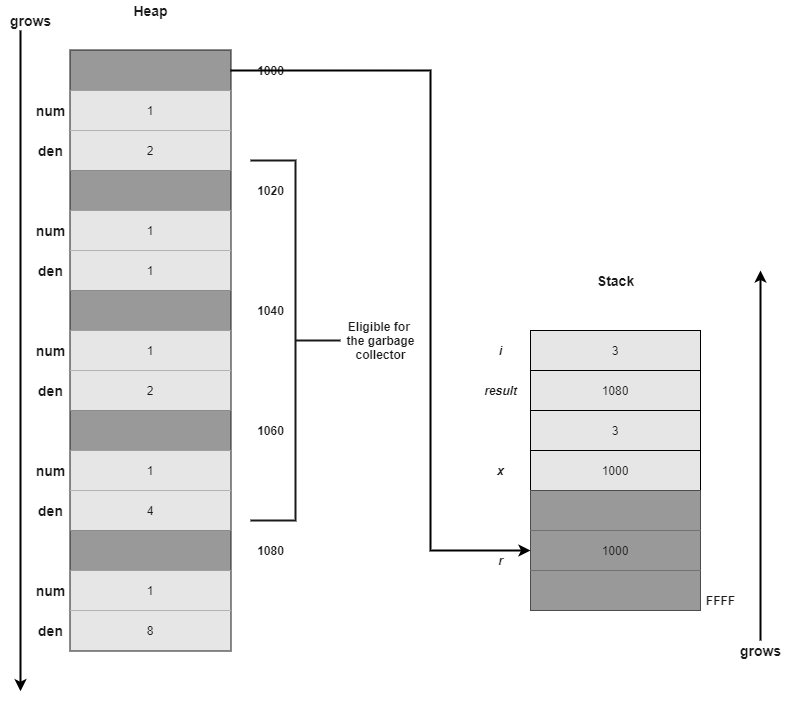 Heap
grows
1000
num 1
den 2
1020
num 1
den 1
1040
num 1
den 2
1060
num 1
den 4
1080
num 1
den 8
Eligible for
the garbage
collector
Stack
i 3
result 1080
3
x 1000
1000
r
FFFF
grows